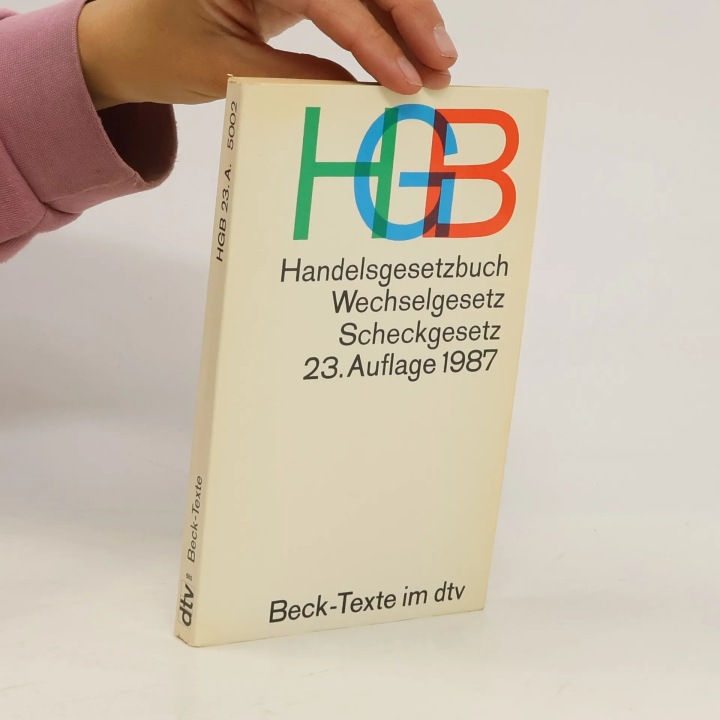 HGB
Handelsgesetzbuch
Wechselgesetz
Scheckgesetz
23. Auflage 1987
Beck-Texte im dtv
HGB 23. A. 5002
Beck-Texte
dtv